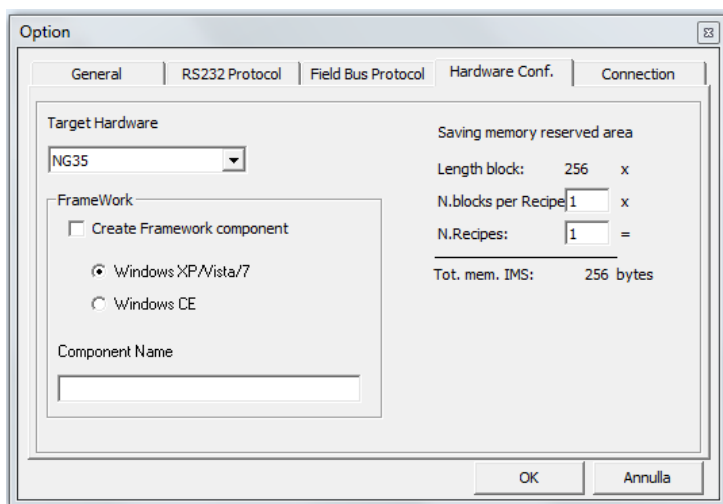 Option
General
RS232 Protocol
Field Bus Protocol
Hardware Conf.
Connection
Target Hardware
NG35
FrameWork
Create Framework component
Windows XP/Vista/7
Windows CE
Component Name
Saving memory reserved area
Length block: 256 x
N.blocks per Recipe 1 x
N.Recipes: 1 =
Tot. mem. IMS: 256 bytes
OK
Annulla